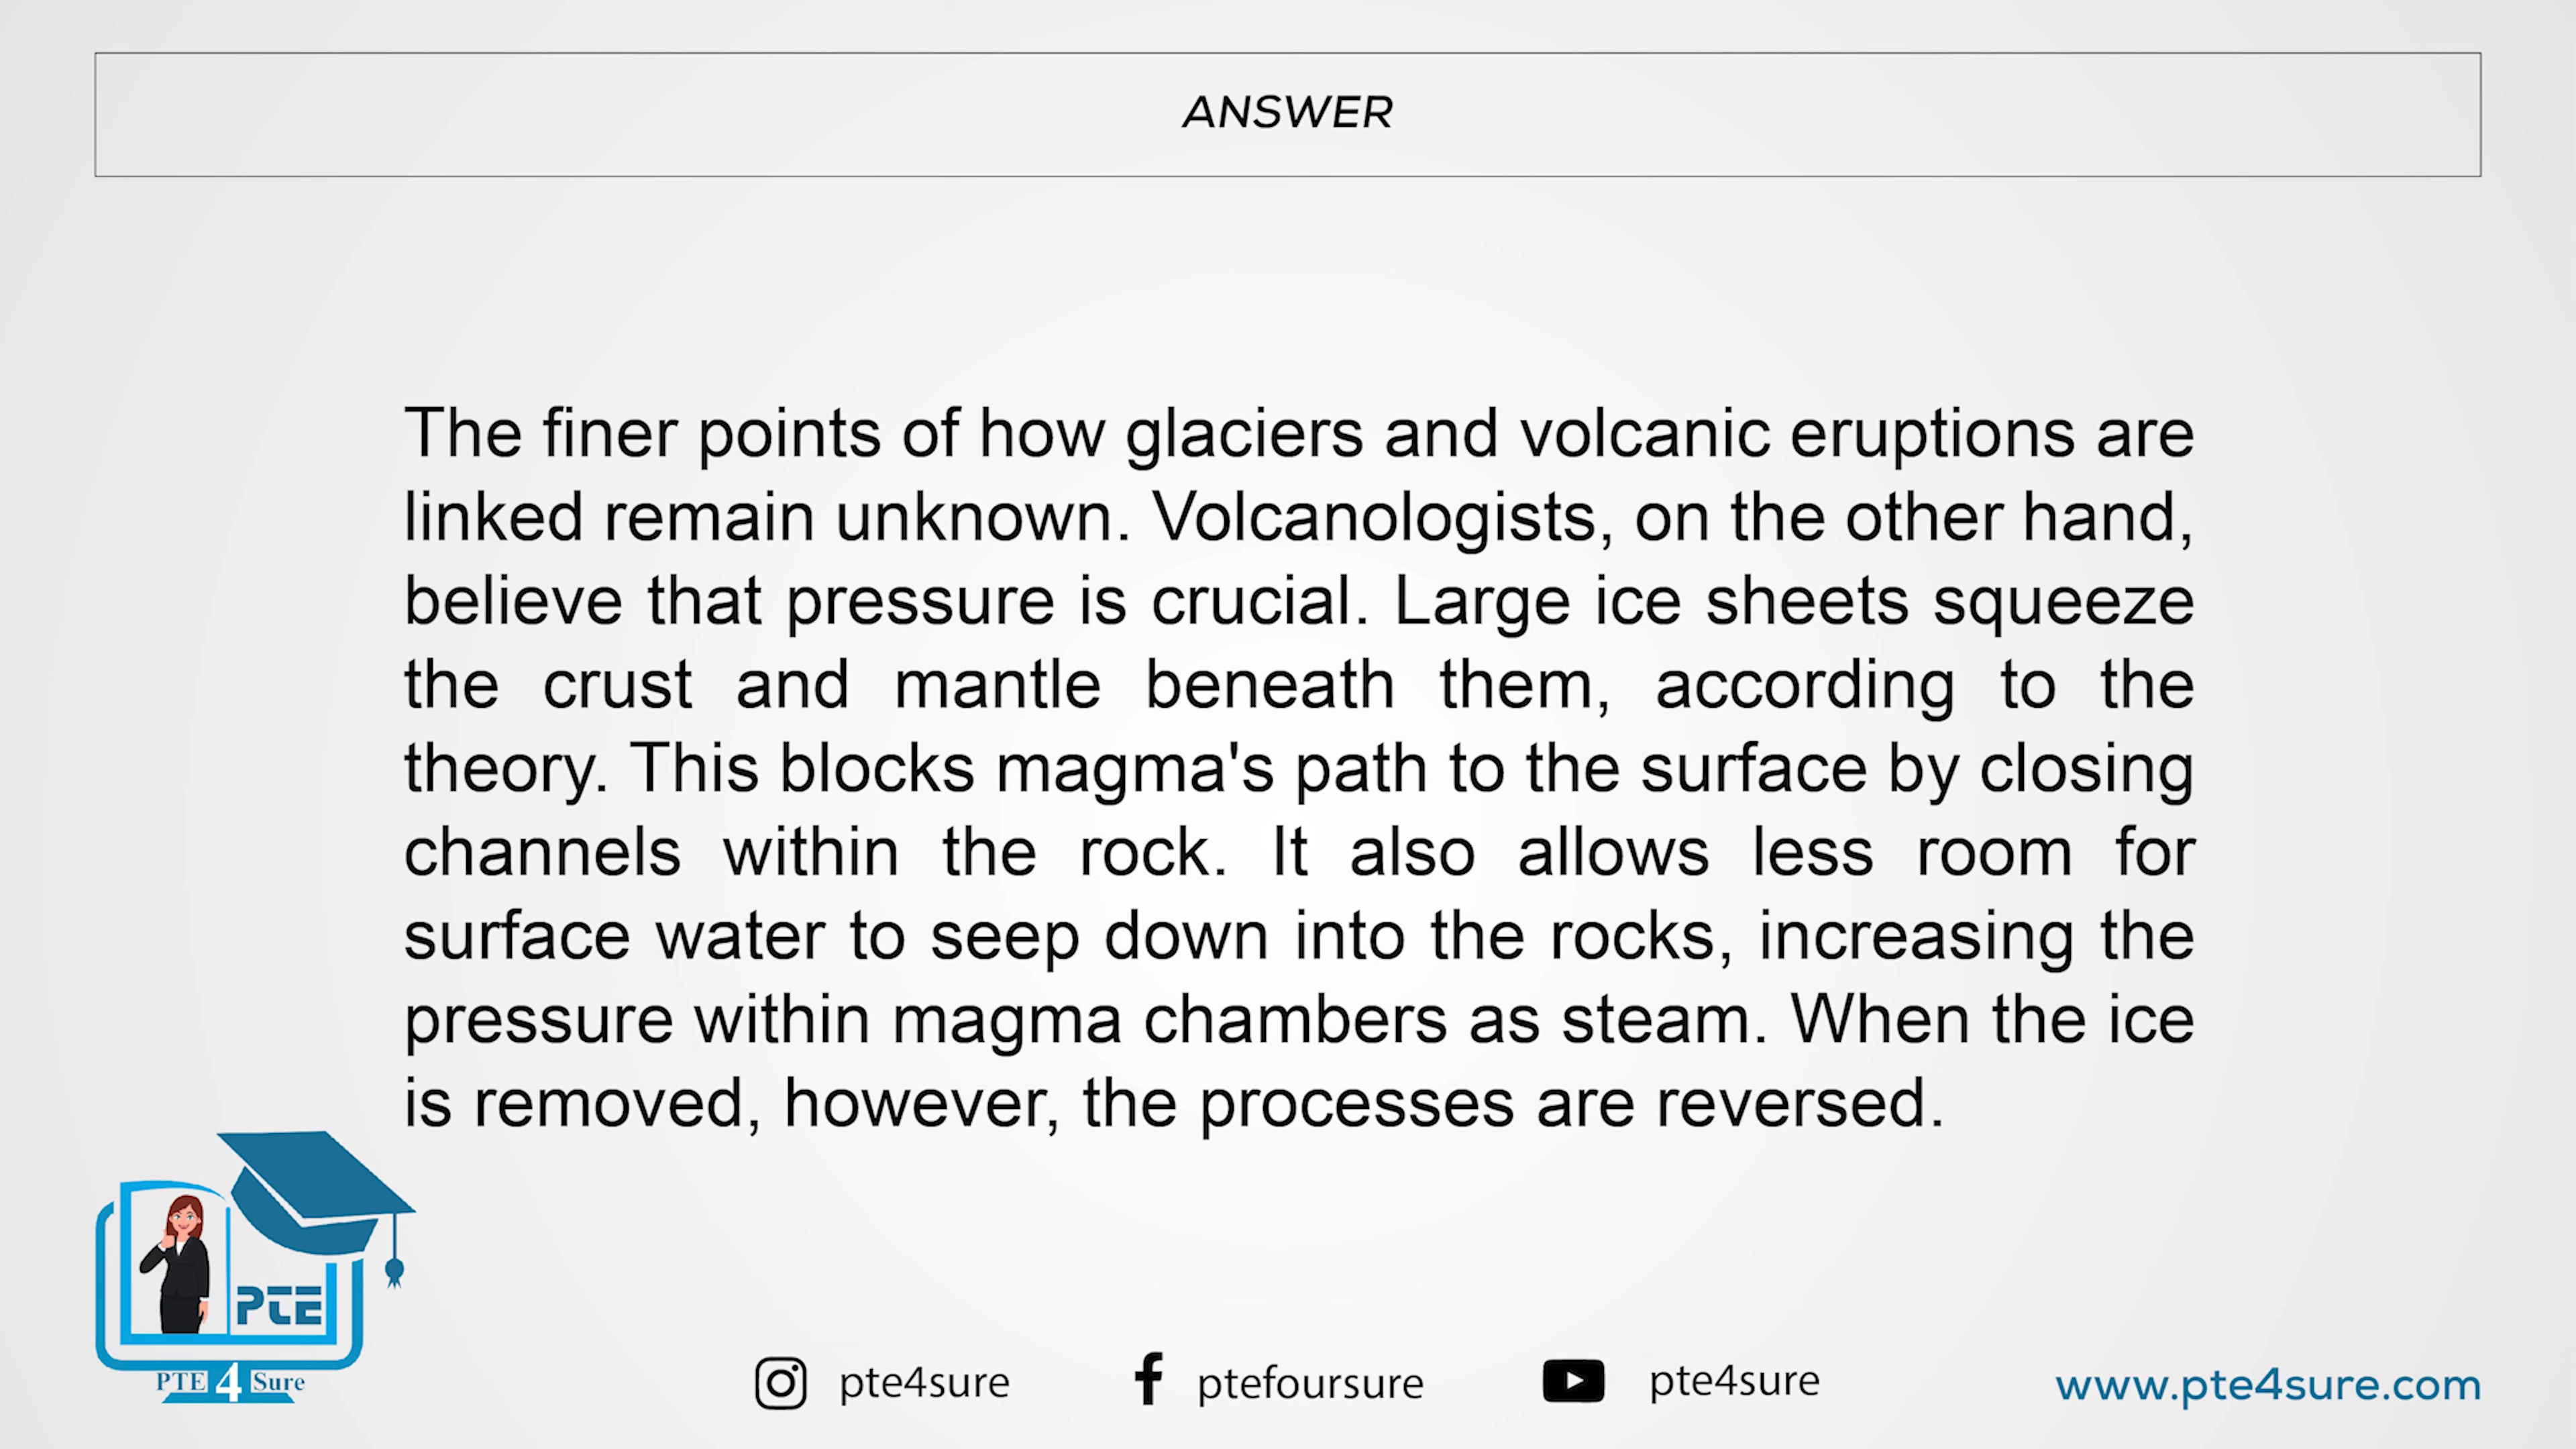 ANSWER
The finer points of how glaciers and volcanic eruptions are
linked remain unknown. Volcanologists, on the other hand,
believe that pressure is crucial. Large ice sheets squeeze
the crust and mantle beneath them, according to the
theory. This blocks magma's path to the surface by closing
channels within the rock. It also allows less room for
surface water to seep down into the rocks, increasing the
pressure within magma chambers as steam. When the ice
is removed, however, the processes are reversed.
PTE
PTE 4 Sure
pte4sure
ptefoursure
pte4sure
www.pte4sure.com